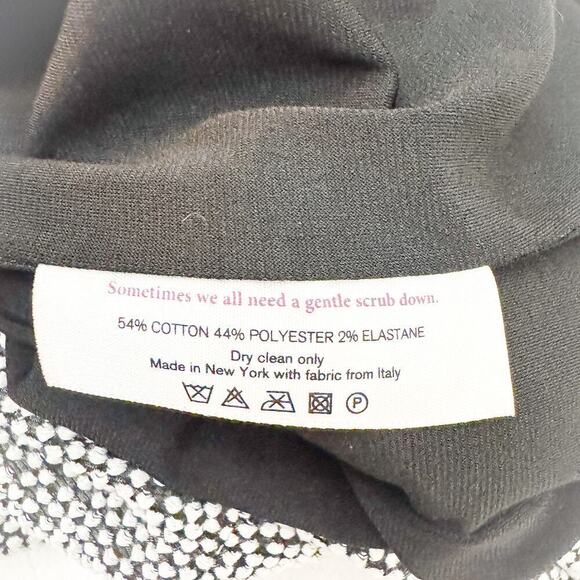 Sometimes we all need a gentle scrub down.
54% COTTON 44% POLYESTER 2% ELASTANE
Dry clean only
Made in New York with fabric from Italy
P